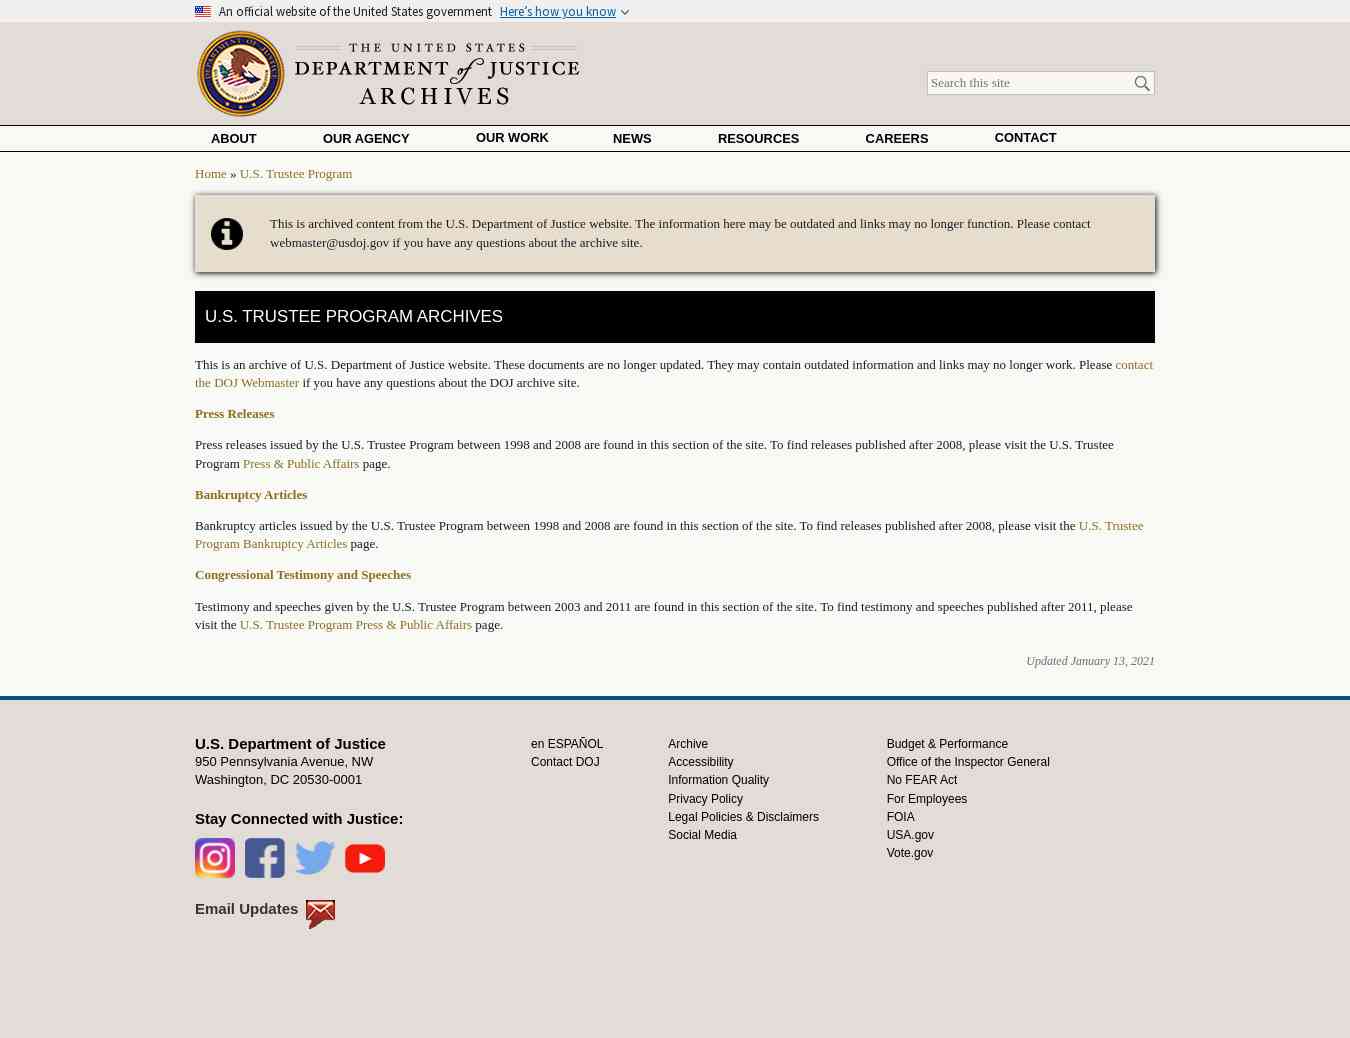 An official website of the United States government Here's how you know
THE UNITED STATES
DEPARTMENT of JUSTICE
ARCHIVES
Search this site
ABOUT OUR AGENCY OUR WORK NEWS RESOURCES CAREERS CONTACT
Home » U.S. Trustee Program
This is archived content from the U.S. Department of Justice website. The information here may be outdated and links may no longer function. Please contact
webmaster@usdoj.gov if you have any questions about the archive site.
U.S. TRUSTEE PROGRAM ARCHIVES
This is an archive of U.S. Department of Justice website. These documents are no longer updated. They may contain outdated information and links may no longer work. Please contact
the DOJ Webmaster if you have any questions about the DOJ archive site.
Press Releases
Press releases issued by the U.S. Trustee Program between 1998 and 2008 are found in this section of the site. To find releases published after 2008, please visit the U.S. Trustee
Program Press & Public Affairs page.
Bankruptcy Articles
Bankruptcy articles issued by the U.S. Trustee Program between 1998 and 2008 are found in this section of the site. To find releases published after 2008, please visit the U.S. Trustee
Program Bankruptcy Articles page.
Congressional Testimony and Speeches
Testimony and speeches given by the U.S. Trustee Program between 2003 and 2011 are found in this section of the site. To find testimony and speeches published after 2011, please
visit the U.S. Trustee Program Press & Public Affairs page.
Updated January 13, 2021
U.S. Department of Justice
950 Pennsylvania Avenue, NW
Washington, DC 20530-0001
Stay Connected with Justice:
Email Updates
en ESPAÑOL
Contact DOJ
Archive
Accessibility
Information Quality
Privacy Policy
Legal Policies & Disclaimers
Social Media
Budget & Performance
Office of the Inspector General
No FEAR Act
For Employees
FOIA
USA.gov
Vote.gov